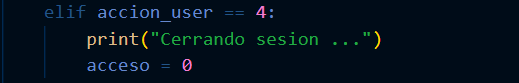 elif accion_user == 4:
print("Cerrando sesion ...")
acceso = 0